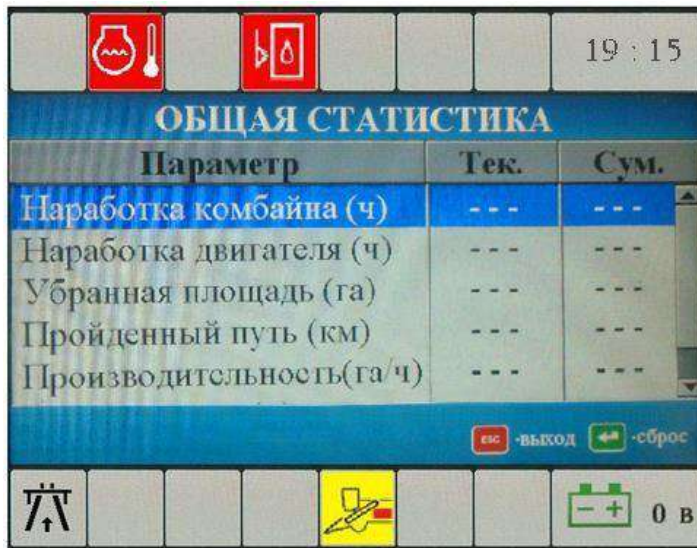 19 : 15
ОБЩАЯ СТАТИСТИКА
Параметр Тек. Сум.
Наработка комбайна (ч) - - - - - -
Наработка двигателя (ч) - - - - - -
Убранная площадь (га) - - - - - -
Пройденный путь (км) - - - - - -
Производительность(га/ч) - - - - - -
ESC -выход -сброс
0 в